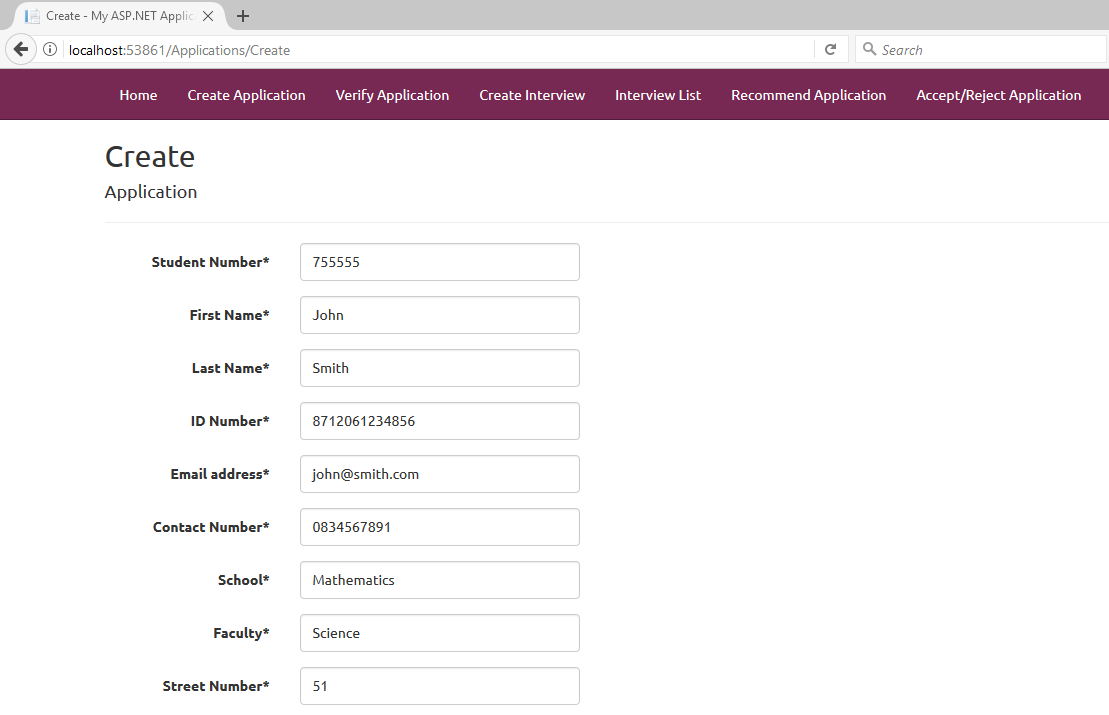 Create - My ASP.NET Applic
localhost:53861/Applications/Create
Search
Home Create Application Verify Application Create Interview Interview List Recommend Application Accept/Reject Application
Create
Application
Student Number* 755555
First Name* John
Last Name* Smith
ID Number* 8712061234856
Email address* john@smith.com
Contact Number* 0834567891
School* Mathematics
Faculty* Science
Street Number* 51